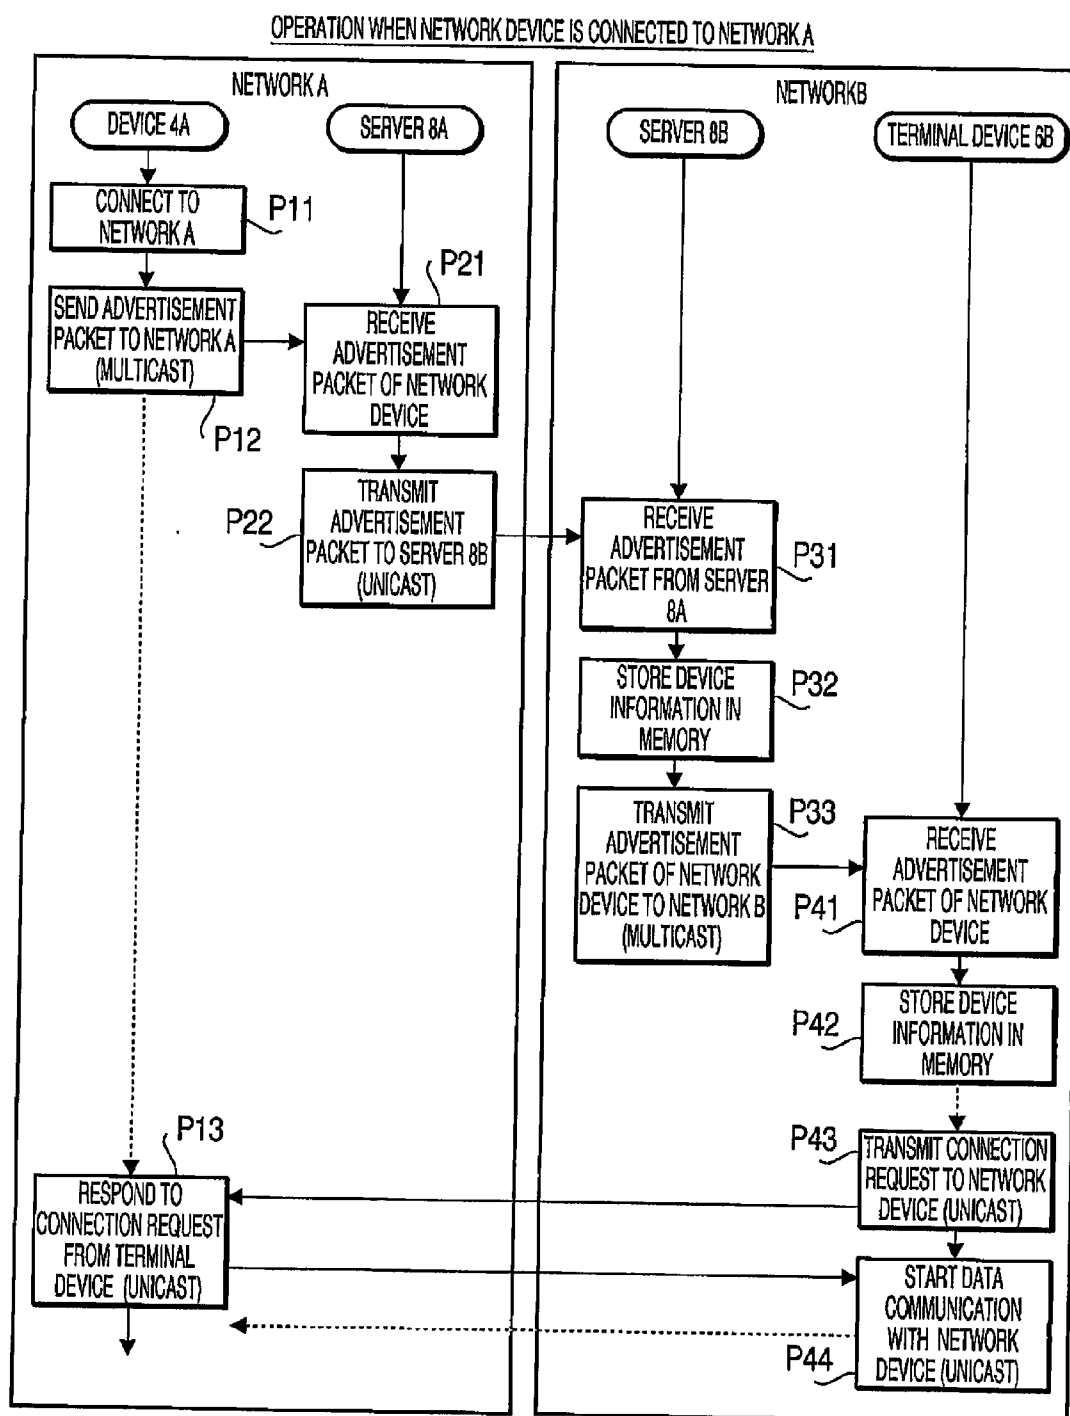 OPERATION WHEN NETWORK DEVICE IS CONNECTED TO NETWORK A
NETWORK A
DEVICE 4A
SERVER 8A
CONNECT TO
NETWORK A
P11
SEND ADVERTISEMENT
PACKET TO NETWORK A
(MULTICAST)
P12
P21
RECEIVE
ADVERTISEMENT
PACKET OF NETWORK
DEVICE
P22
TRANSMIT
ADVERTISEMENT
PACKET TO SERVER 8B
(UNICAST)
P13
RESPOND TO
CONNECTION REQUEST
FROM TERMINAL
DEVICE (UNICAST)
NETWORKB
SERVER 8B
TERMINAL DEVICE 6B
RECEIVE
ADVERTISEMENT
PACKET FROM SERVER
8A
P31
STORE DEVICE
INFORMATION IN
MEMORY
P32
TRANSMIT
ADVERTISEMENT
PACKET OF NETWORK
DEVICE TO NETWORK B
(MULTICAST)
P33
RECEIVE
ADVERTISEMENT
PACKET OF NETWORK
DEVICE
P41
STORE DEVICE
INFORMATION IN
MEMORY
P42
P43
TRANSMIT CONNECTION
REQUEST TO NETWORK
DEVICE (UNICAST)
START DATA
COMMUNICATION
WITH NETWORK
DEVICE (UNICAST)
P44